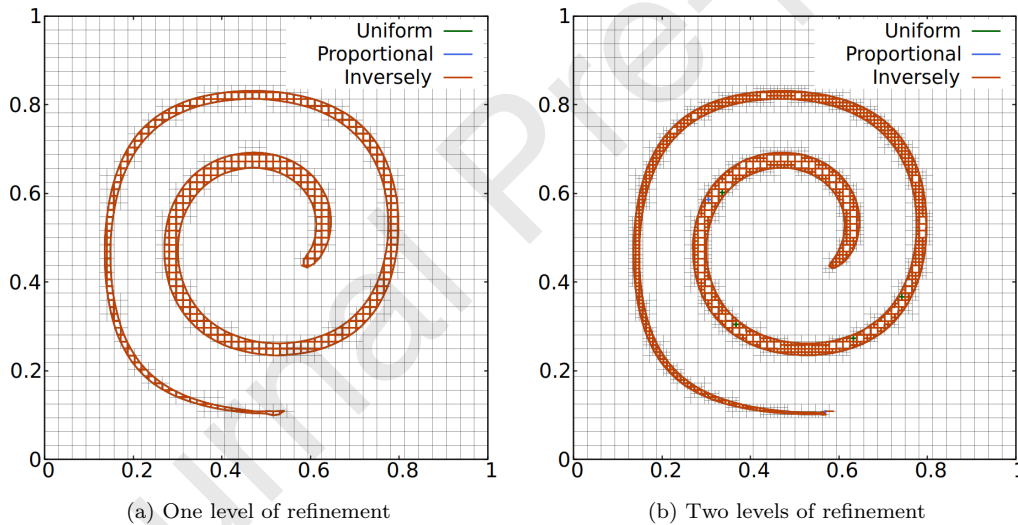 Uniform
Proportional
Inversely
1
0.8
0.6
0.4
0.2
0
0 0.2 0.4 0.6 0.8 1
(a) One level of refinement
Uniform
Proportional
Inversely
1
0.8
0.6
0.4
0.2
0
0 0.2 0.4 0.6 0.8 1
(b) Two levels of refinement
urnal Pre-